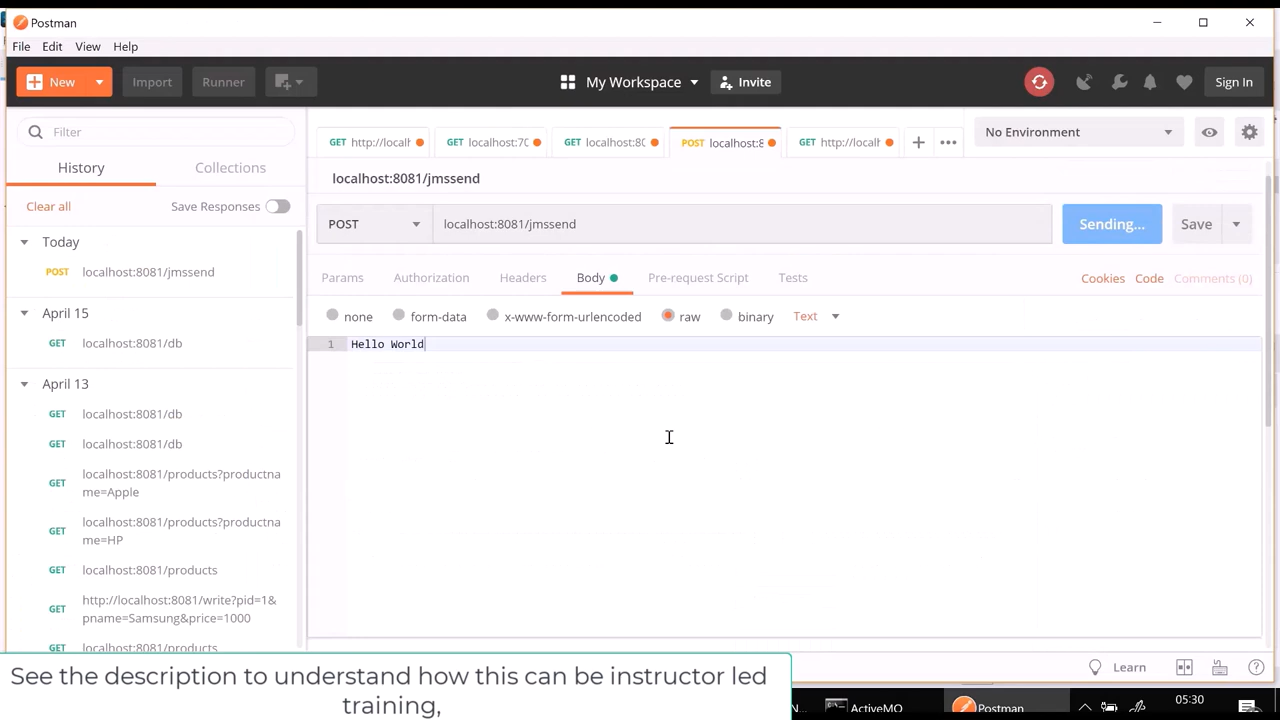 Postman
File Edit View Help
New Import Runner My Workspace Invite Sign In
Filter
History Collections
Clear all Save Responses
Today
POST localhost:8081/jmssend
April 15
GET localhost:8081/db
April 13
GET localhost:8081/db
GET localhost:8081/db
GET localhost:8081/products?productna
me=Apple
GET localhost:8081/products?productna
me=HP
GET localhost:8081/products
GET http://localhost:8081/write?pid=1&
pname=Samsung&price=1000
GET localhost:8081/products
GET http://localh GET localhost:70 GET localhost:80 POST localhost:8 GET http://localh
No Environment
localhost:8081/jmssend
POST localhost:8081/jmssend Sending... Save
Params Authorization Headers Body Pre-request Script Tests Cookies Code Comments (0)
none form-data x-www-form-urlencoded raw binary Text
1 Hello World
Learn
See the description to understand how this can be instructor led
training,
N... ActiveMQ Postman 05:30